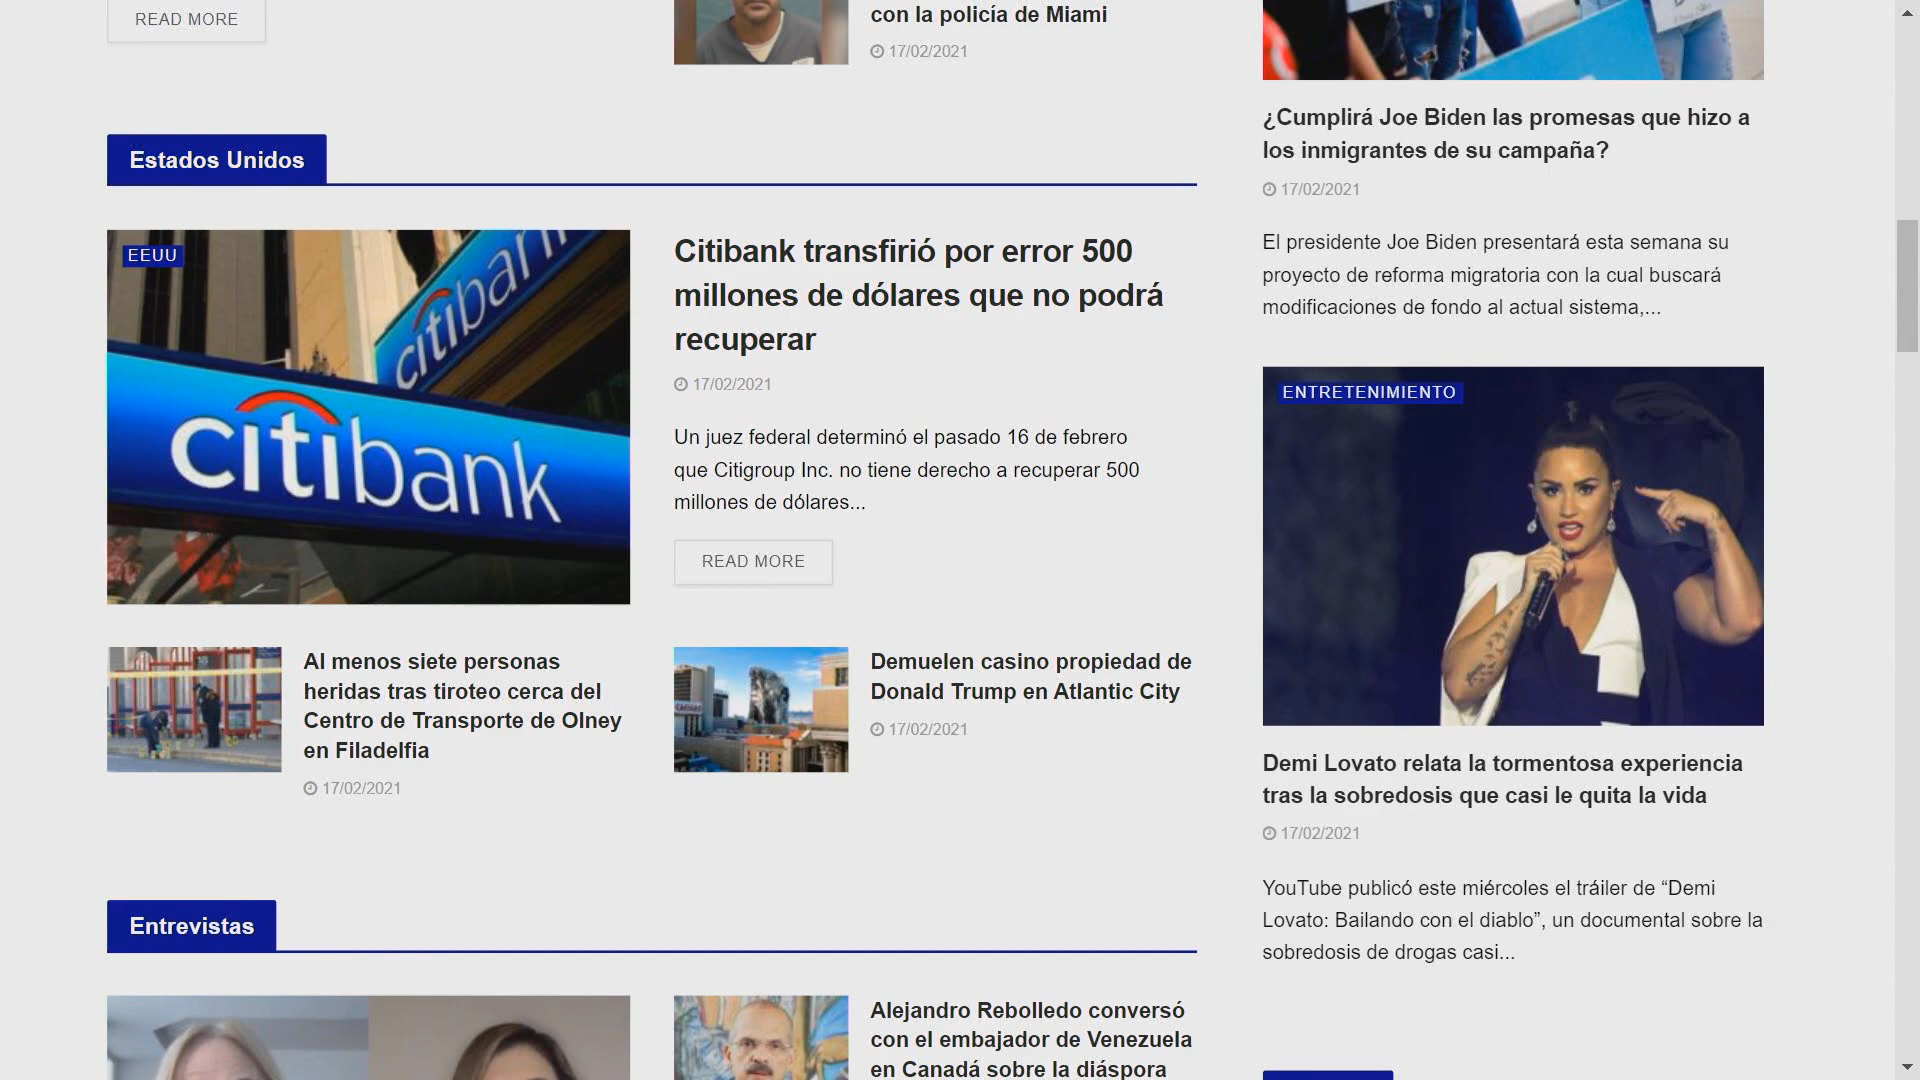 READ MORE
con la policía de Miami
17/02/2021
Estados Unidos
EEUU
citibank
citibank
Citibank transfirió por error 500
millones de dólares que no podrá
recuperar
17/02/2021
Un juez federal determinó el pasado 16 de febrero
que Citigroup Inc. no tiene derecho a recuperar 500
millones de dólares...
READ MORE
Al menos siete personas
heridas tras tiroteo cerca del
Centro de Transporte de Olney
en Filadelfia
17/02/2021
Demuelen casino propiedad de
Donald Trump en Atlantic City
17/02/2021
Entrevistas
Alejandro Rebolledo conversó
con el embajador de Venezuela
en Canadá sobre la diáspora
¿Cumplirá Joe Biden las promesas que hizo a
los inmigrantes de su campaña?
17/02/2021
El presidente Joe Biden presentará esta semana su
proyecto de reforma migratoria con la cual buscará
modificaciones de fondo al actual sistema,...
ENTRETENIMIENTO
Demi Lovato relata la tormentosa experiencia
tras la sobredosis que casi le quita la vida
17/02/2021
YouTube publicó este miércoles el tráiler de “Demi
Lovato: Bailando con el diablo”, un documental sobre la
sobredosis de drogas casi...